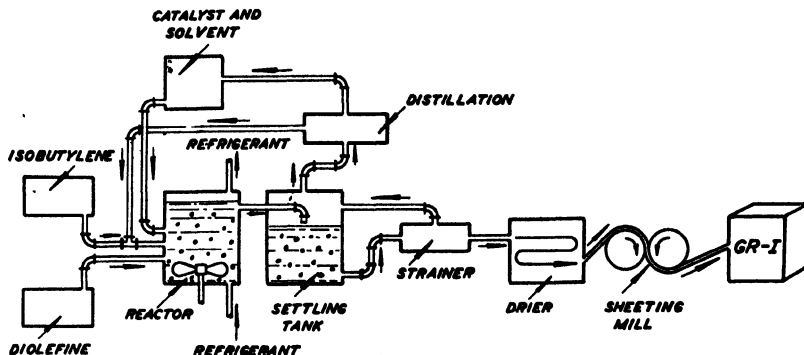 CATALYST AND
SOLVENT
DISTILLATION
REFRIGERANT
ISOBUTYLENE
GR-I
STRAINER
REACTOR
SETTLING
TANK
DRIER
SHEETING
MILL
DIOLEFINE
REFRIGERANT